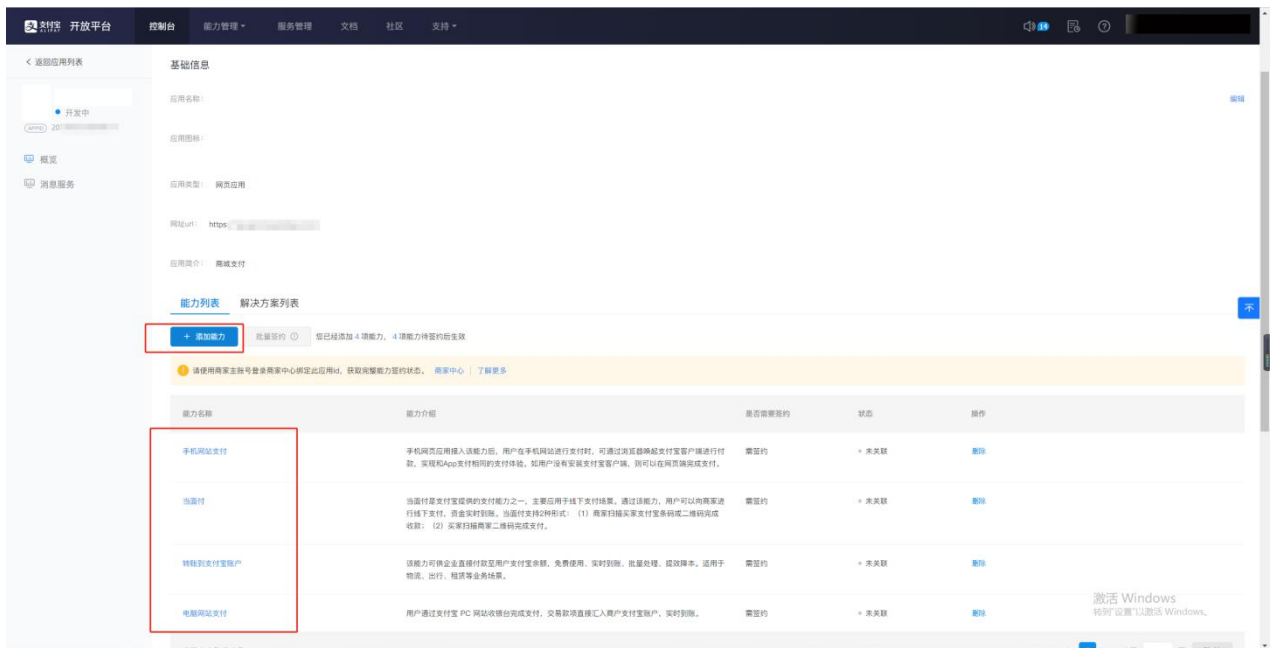 支付宝 开放平台 控制台 能力管理 服务管理 文档 社区 支持 14
ALIPAY
返回应用列表
基础信息
应用名称:
编辑
开发中
APPID 20
应用图标:
概览
消息服务
应用类型: 网页应用
网址url: https:
应用简介: 商城支付
能力列表 解决方案列表
+ 添加能力 批量签约 您已经添加 4 项能力, 4 项能力待签约后生效
请使用商家主账号登录商家中心绑定此应用id, 获取完整能力签约状态。 商家中心 | 了解更多
能力名称 能力介绍 是否需要签约 状态 操作
手机网站支付 手机网页应用接入该能力后, 用户在手机网站进行支付时, 可通过浏览器唤起支付宝客户端进行付 需签约 未关联 删除
款, 实现和App支付相同的支付体验, 如用户没有安装支付宝客户端, 则可以在网页端完成支付。
当面付 当面付是支付宝提供的支付能力之一, 主要应用于线下支付场景。通过该能力, 用户可以向商家进 需签约 未关联 删除
行线下支付, 资金实时到账。当面付支持2种形式: (1) 商家扫描买家支付宝条码或二维码完成
收款; (2) 买家扫描商家二维码完成支付。
转账到支付宝账户 该能力可供企业直接付款至用户支付宝余额, 免费使用、实时到账、批量处理、提效降本。适用于 需签约 未关联 删除
物流、出行、租赁等业务场景。
电脑网站支付 用户通过支付宝 PC 网站收银台完成支付, 交易款项直接汇入商户支付宝账户, 实时到账。 需签约 未关联 删除
激活 Windows
转到"设置"以激活 Windows。